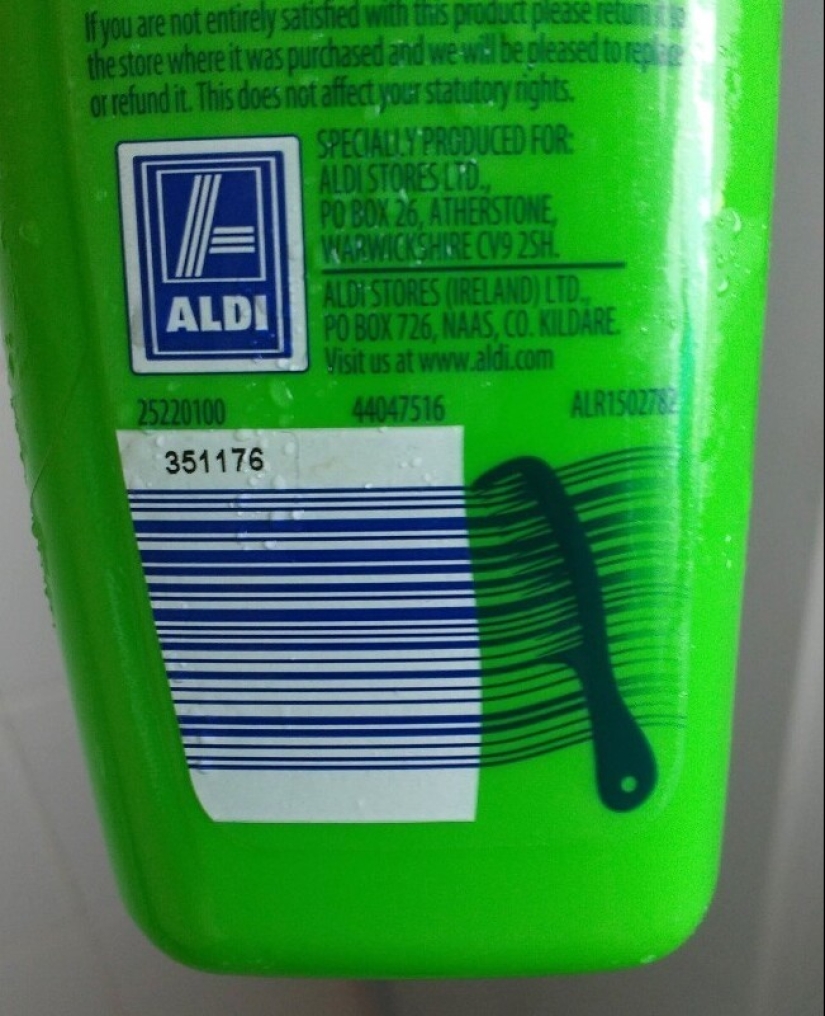 If you are not entirely satisfied with this product please return it to
the store where it was purchased and we will be pleased to replace
or refund it. This does not affect your statutory rights.
ALDI
SPECIALLY PRODUCED FOR:
ALDI STORES LTD.,
PO BOX 26, ATHERSTONE,
WARWICKSHIRE CV9 2SH.
ALDI STORES (IRELAND) LTD.,
PO BOX 726, NAAS, CO. KILDARE.
Visit us at www.aldi.com
25220100 44047516 ALR1502782
351176